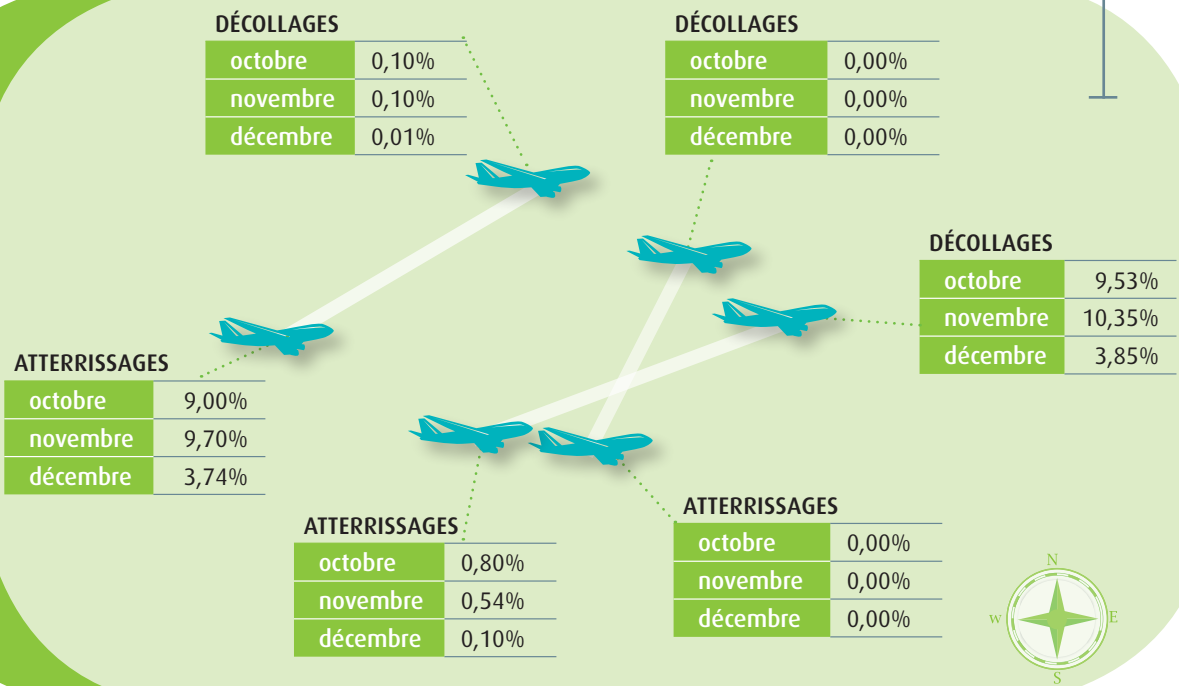 DÉCOLLAGES
octobre 0,10%
novembre 0,10%
décembre 0,01%
DÉCOLLAGES
octobre 0,00%
novembre 0,00%
décembre 0,00%
DÉCOLLAGES
octobre 9,53%
novembre 10,35%
décembre 3,85%
ATTERRISSAGES
octobre 9,00%
novembre 9,70%
décembre 3,74%
ATTERRISSAGES
octobre 0,80%
novembre 0,54%
décembre 0,10%
ATTERRISSAGES
octobre 0,00%
novembre 0,00%
décembre 0,00%
N
W E
S